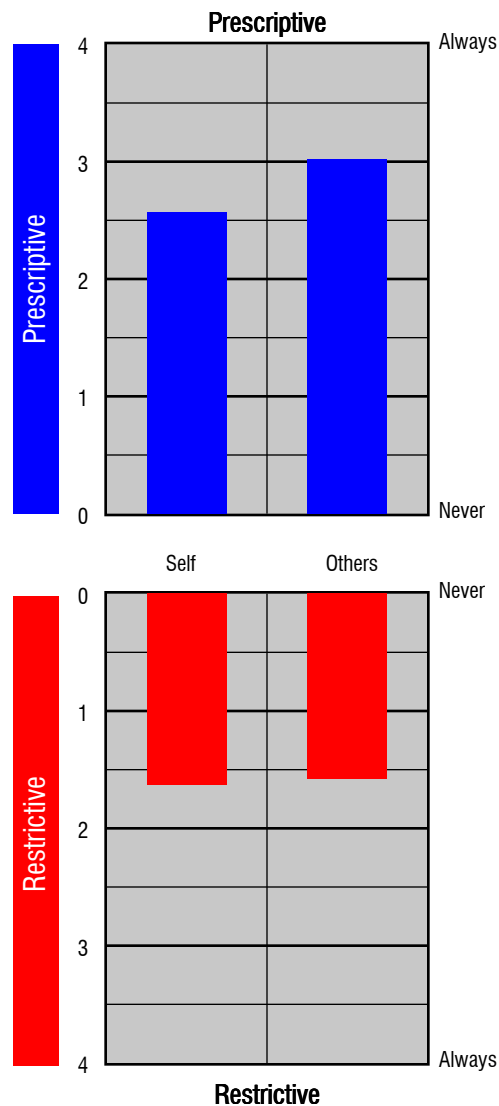 Prescriptive
4
Always
3
Prescriptive
2
1
0
Never
Self
Others
0
Never
1
Restrictive
2
3
4
Always
Restrictive